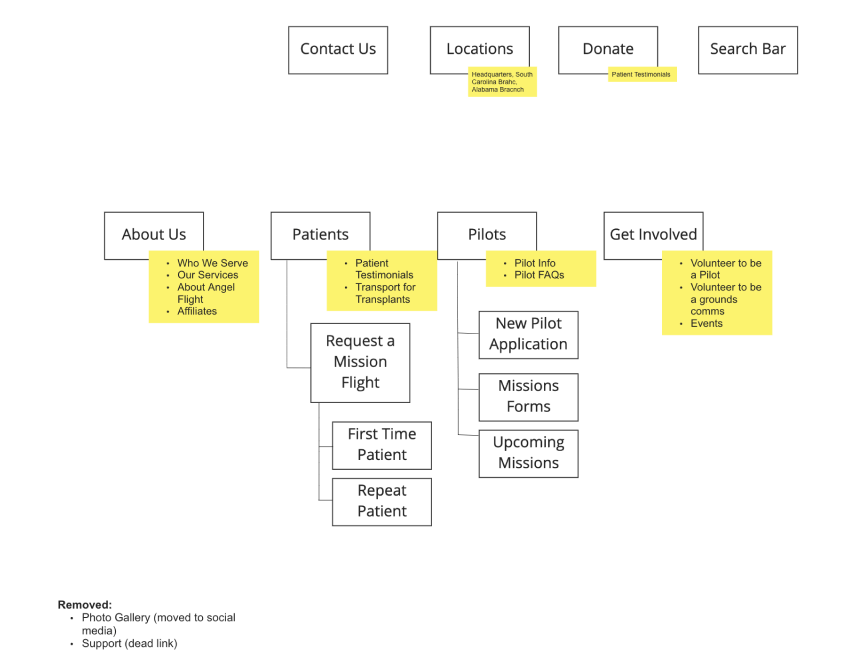 Contact Us
Locations
Donate
Search Bar
Headquarters, South
Carolina Brahc,
Alabama Bracnch
Patient Testimonials
About Us
Patients
Pilots
Get Involved
• Who We Serve
• Our Services
• About Angel
Flight
• Affiliates
• Patient
Testimonials
• Transport for
Transplants
• Pilot Info
• Pilot FAQs
• Volunteer to be
a Pilot
• Volunteer to be
a grounds
comms
• Events
Request a
Mission
Flight
First Time
Patient
Repeat
Patient
New Pilot
Application
Missions
Forms
Upcoming
Missions
Removed:
• Photo Gallery (moved to social
media)
• Support (dead link)